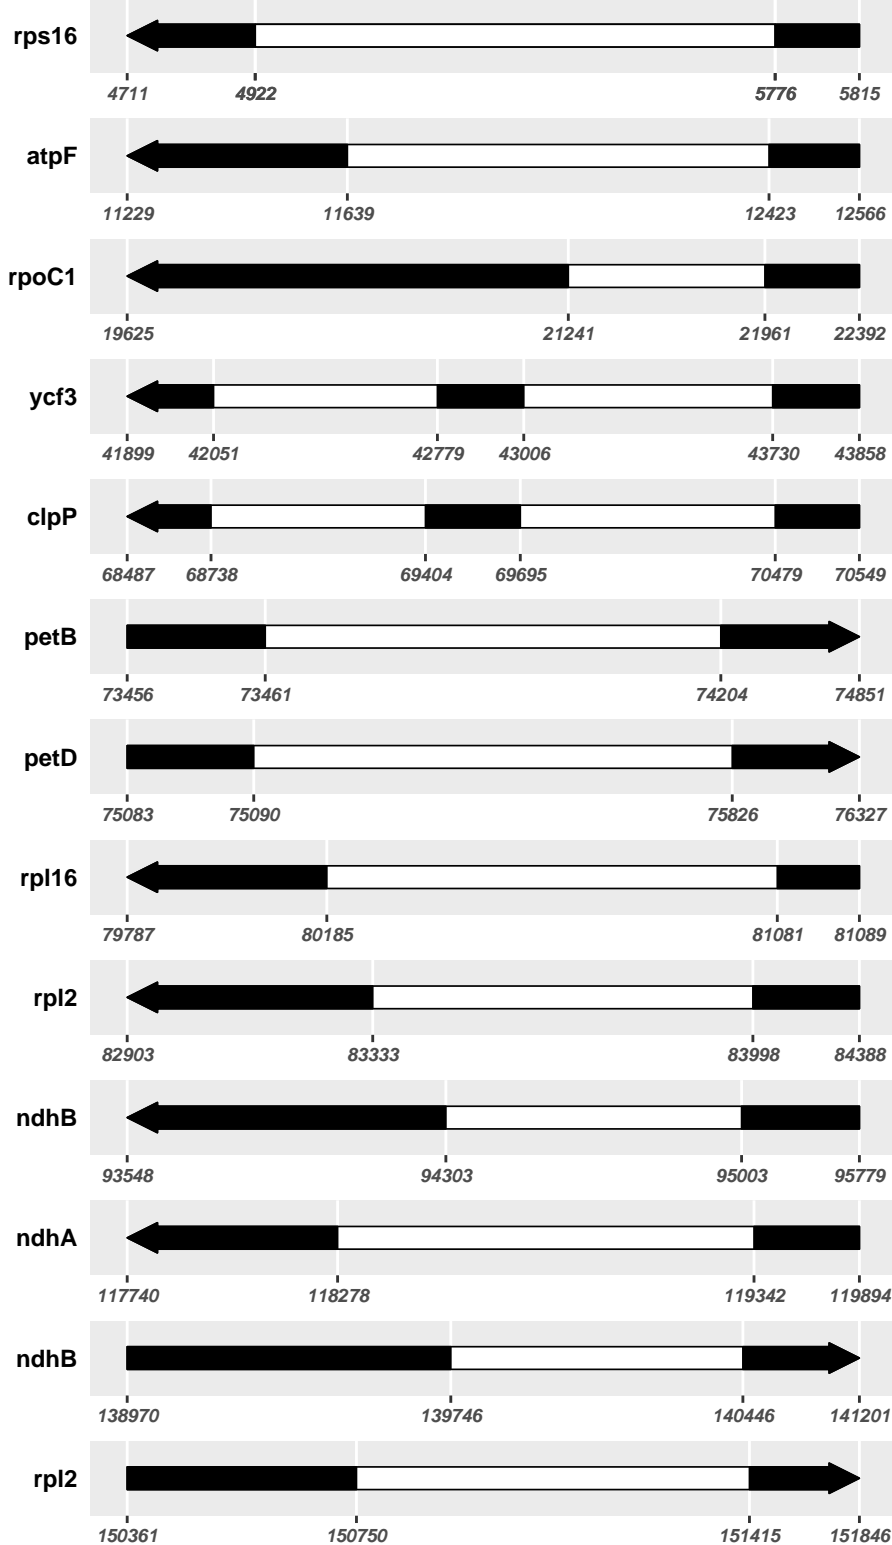 rps16
4711 4922 5776 5815
atpF
11229 11639 12423 12566
rpoC1
19625 21241 21961 22392
ycf3
41899 42051 42779 43006 43730 43858
clpP
68487 68738 69404 69695 70479 70549
petB
73456 73461 74204 74851
petD
75083 75090 75826 76327
rpl16
79787 80185 81081 81089
rpl2
82903 83333 83998 84388
ndhB
93548 94303 95003 95779
ndhA
117740 118278 119342 119894
ndhB
138970 139746 140446 141201
rpl2
150361 150750 151415 151846